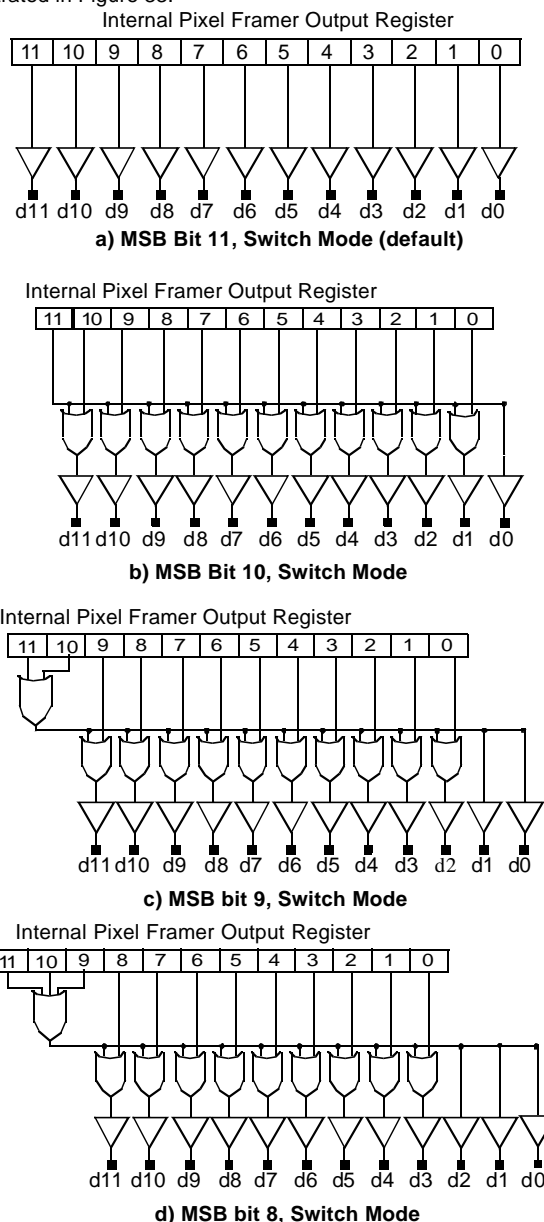 Internal Pixel Framer Output Register
11 10 9 8 7 6 5 4 3 2 1 0
d11 d10 d9 d8 d7 d6 d5 d4 d3 d2 d1 d0
a) MSB Bit 11, Switch Mode (default)
Internal Pixel Framer Output Register
11 10 9 8 7 6 5 4 3 2 1 0
d11 d10 d9 d8 d7 d6 d5 d4 d3 d2 d1 d0
b) MSB Bit 10, Switch Mode
Internal Pixel Framer Output Register
11 10 9 8 7 6 5 4 3 2 1 0
d11 d10 d9 d8 d7 d6 d5 d4 d3 d2 d1 d0
c) MSB bit 9, Switch Mode
Internal Pixel Framer Output Register
11 10 9 8 7 6 5 4 3 2 1 0
d11 d10 d9 d8 d7 d6 d5 d4 d3 d2 d1 d0
d) MSB bit 8, Switch Mode